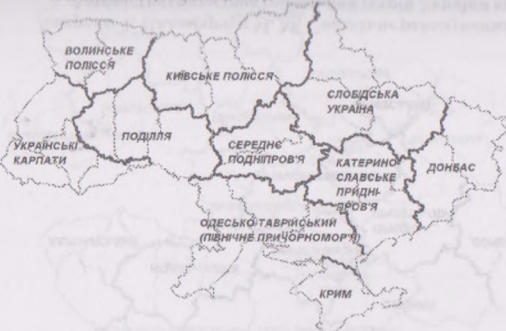 ВОЛИНСЬКЕ
ПОЛІССЯ
КИЇВСЬКЕ ПОЛІССЯ
СЛОБІДСЬКА
УКРАЇНА
УКРАЇНСЬКІ
КАРПАТИ
ПОДІЛЛЯ
СЕРЕДНЄ
ПОДНІПРОВ'Я
КАТЕРИНО
СЛАВСЬКЕ
ПРИДНІ-
ПРОВ'Я
ДОНБАС
ОДЕСЬКО-ТАВРІЙСЬКИЙ
(ПІВНІЧНЕ ПРИЧОРНОМОР'Я)
КРИМ